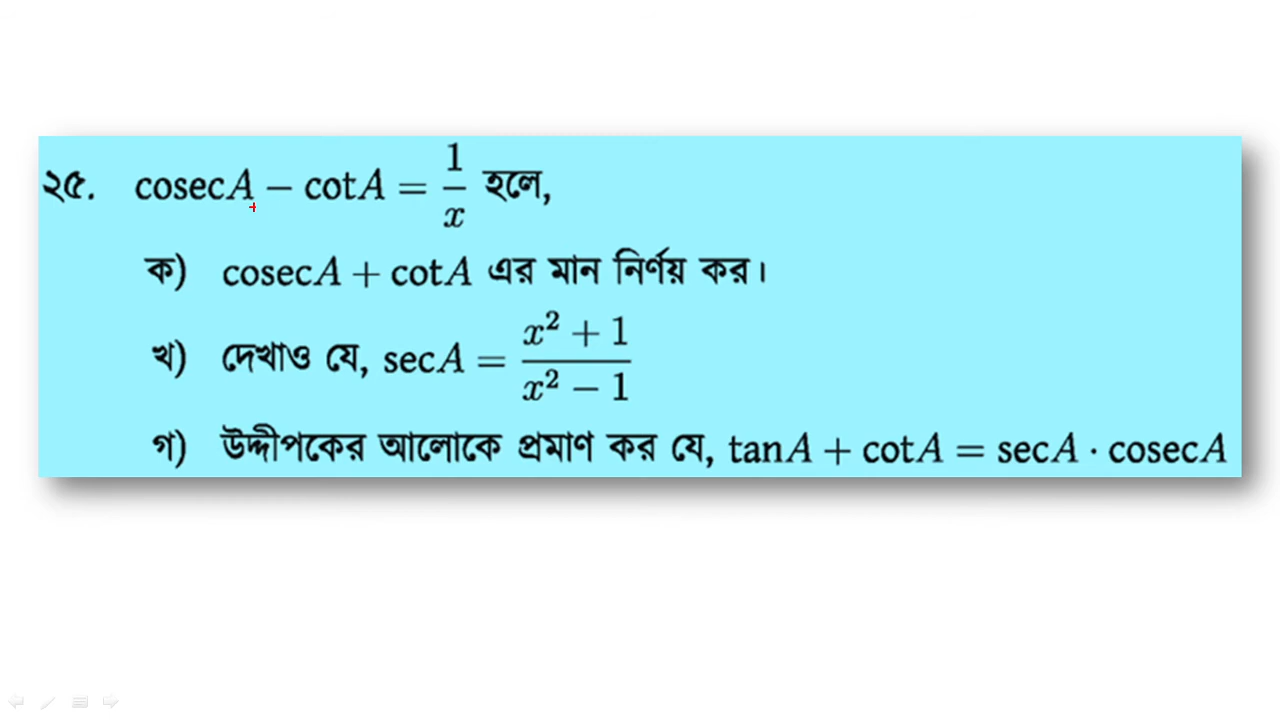 ২৫. cosecA − cotA = 1/x হলে,
ক) cosecA + cotA এর মান নির্ণয় কর।
খ) দেখাও যে, secA = (x² + 1)/(x² − 1)
গ) উদ্দীপকের আলোকে প্রমাণ কর যে, tanA + cotA = secA · cosecA